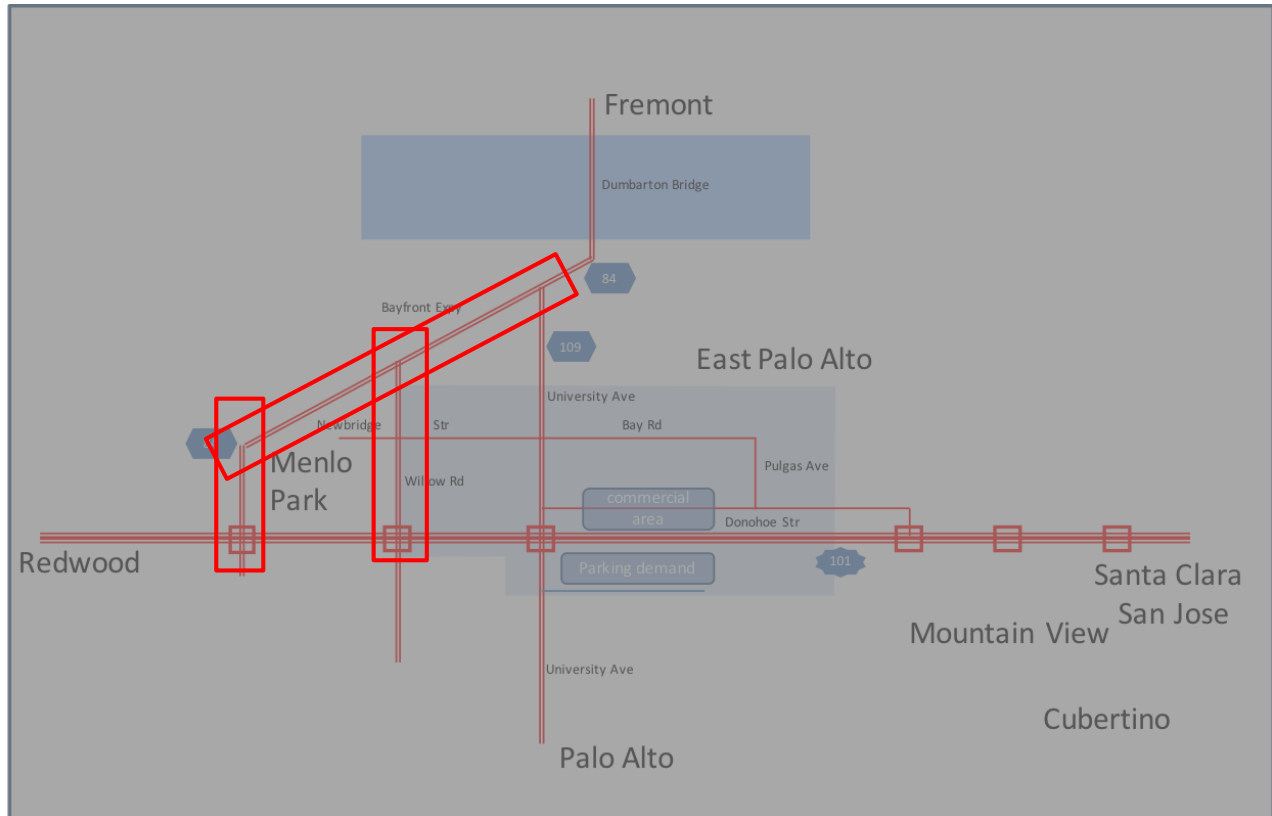 Fremont
Dumbarton Bridge
84
Bayfront Expy
109
East Palo Alto
University Ave
Newbridge Str Bay Rd
Menlo
Park
Pulgas Ave
Willow Rd
commercial
area
Donohoe Str
Redwood
Parking demand
101
Santa Clara
San Jose
Mountain View
University Ave
Cubertino
Palo Alto